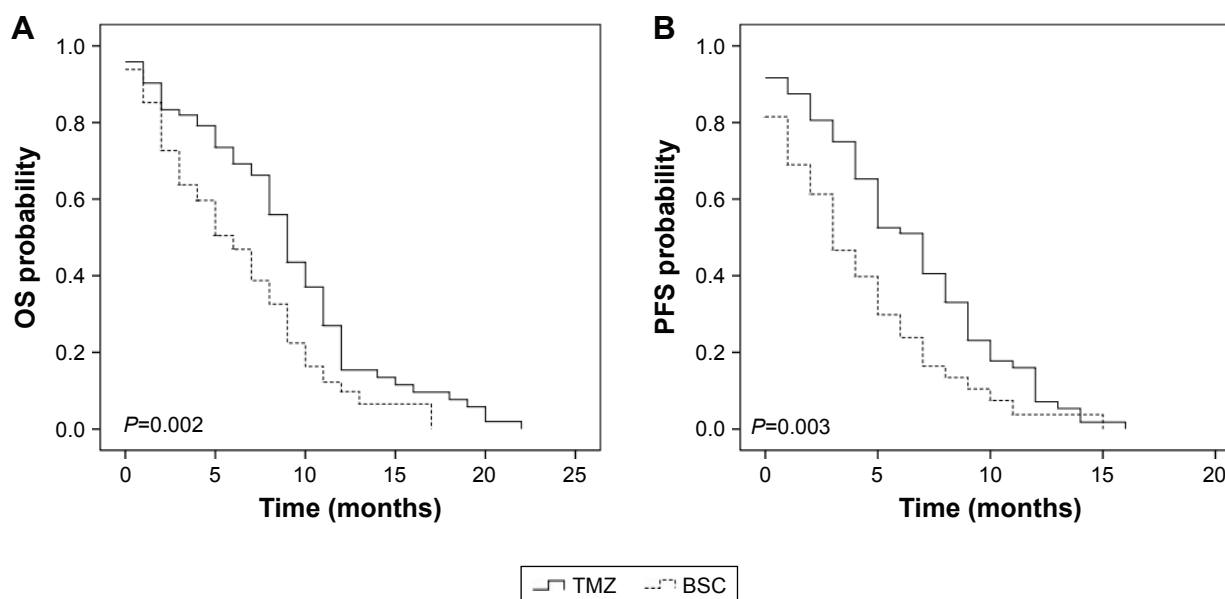 A
1.0
0.8
0.6
0.4
0.2
0.0
OS probability
P=0.002
0 5 10 15 20 25
Time (months)
B
1.0
0.8
0.6
0.4
0.2
0.0
PFS probability
P=0.003
0 5 10 15 20
Time (months)
TMZ BSC